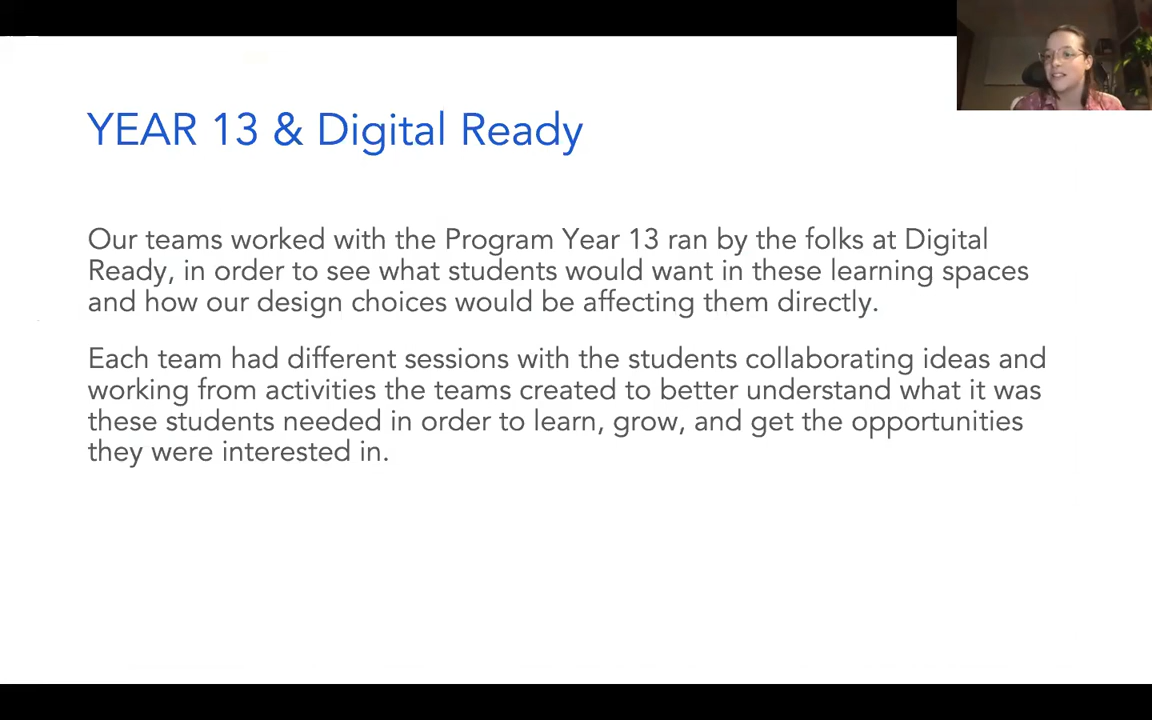 YEAR 13 & Digital Ready
Our teams worked with the Program Year 13 ran by the folks at Digital
Ready, in order to see what students would want in these learning spaces
and how our design choices would be affecting them directly.
Each team had different sessions with the students collaborating ideas and
working from activities the teams created to better understand what it was
these students needed in order to learn, grow, and get the opportunities
they were interested in.